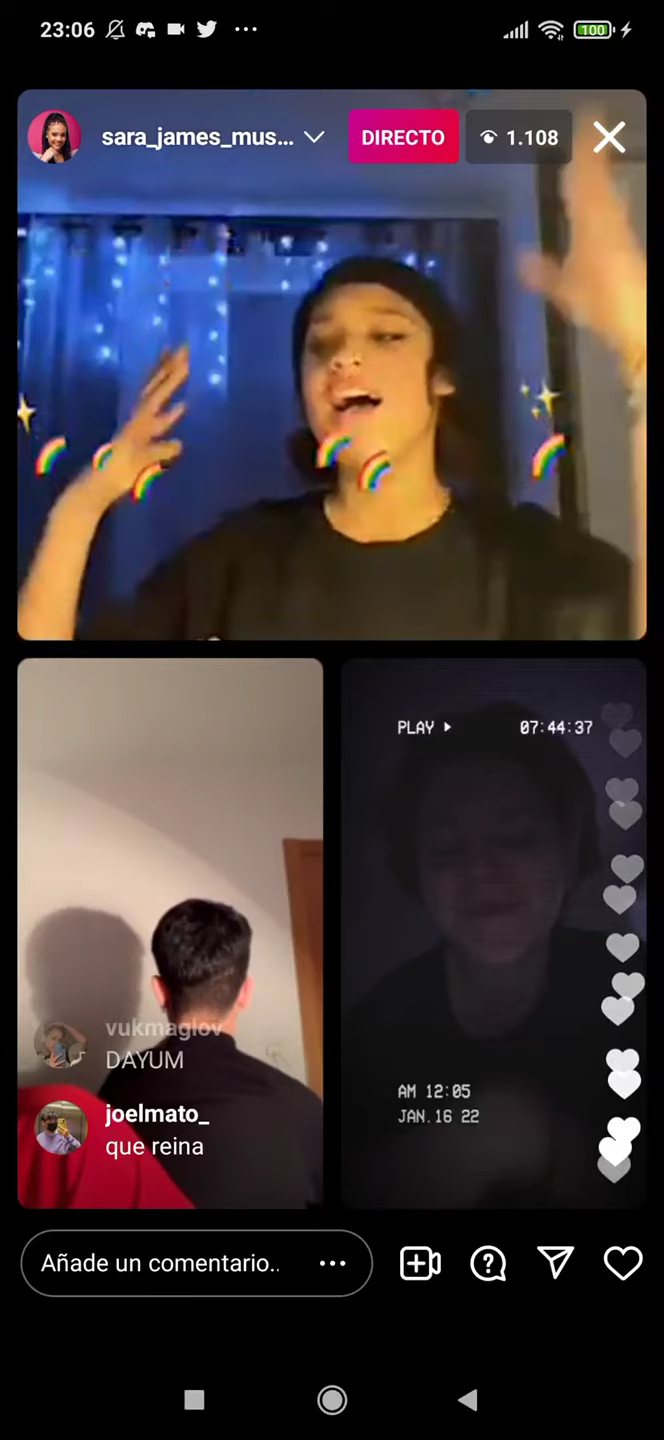 23:06
100
sara_james_mus...
DIRECTO
1.108
PLAY
07:44:37
vukmaglov
DAYUM
joelmato_
que reina
AM 12:05
JAN.16 22
Añade un comentario..